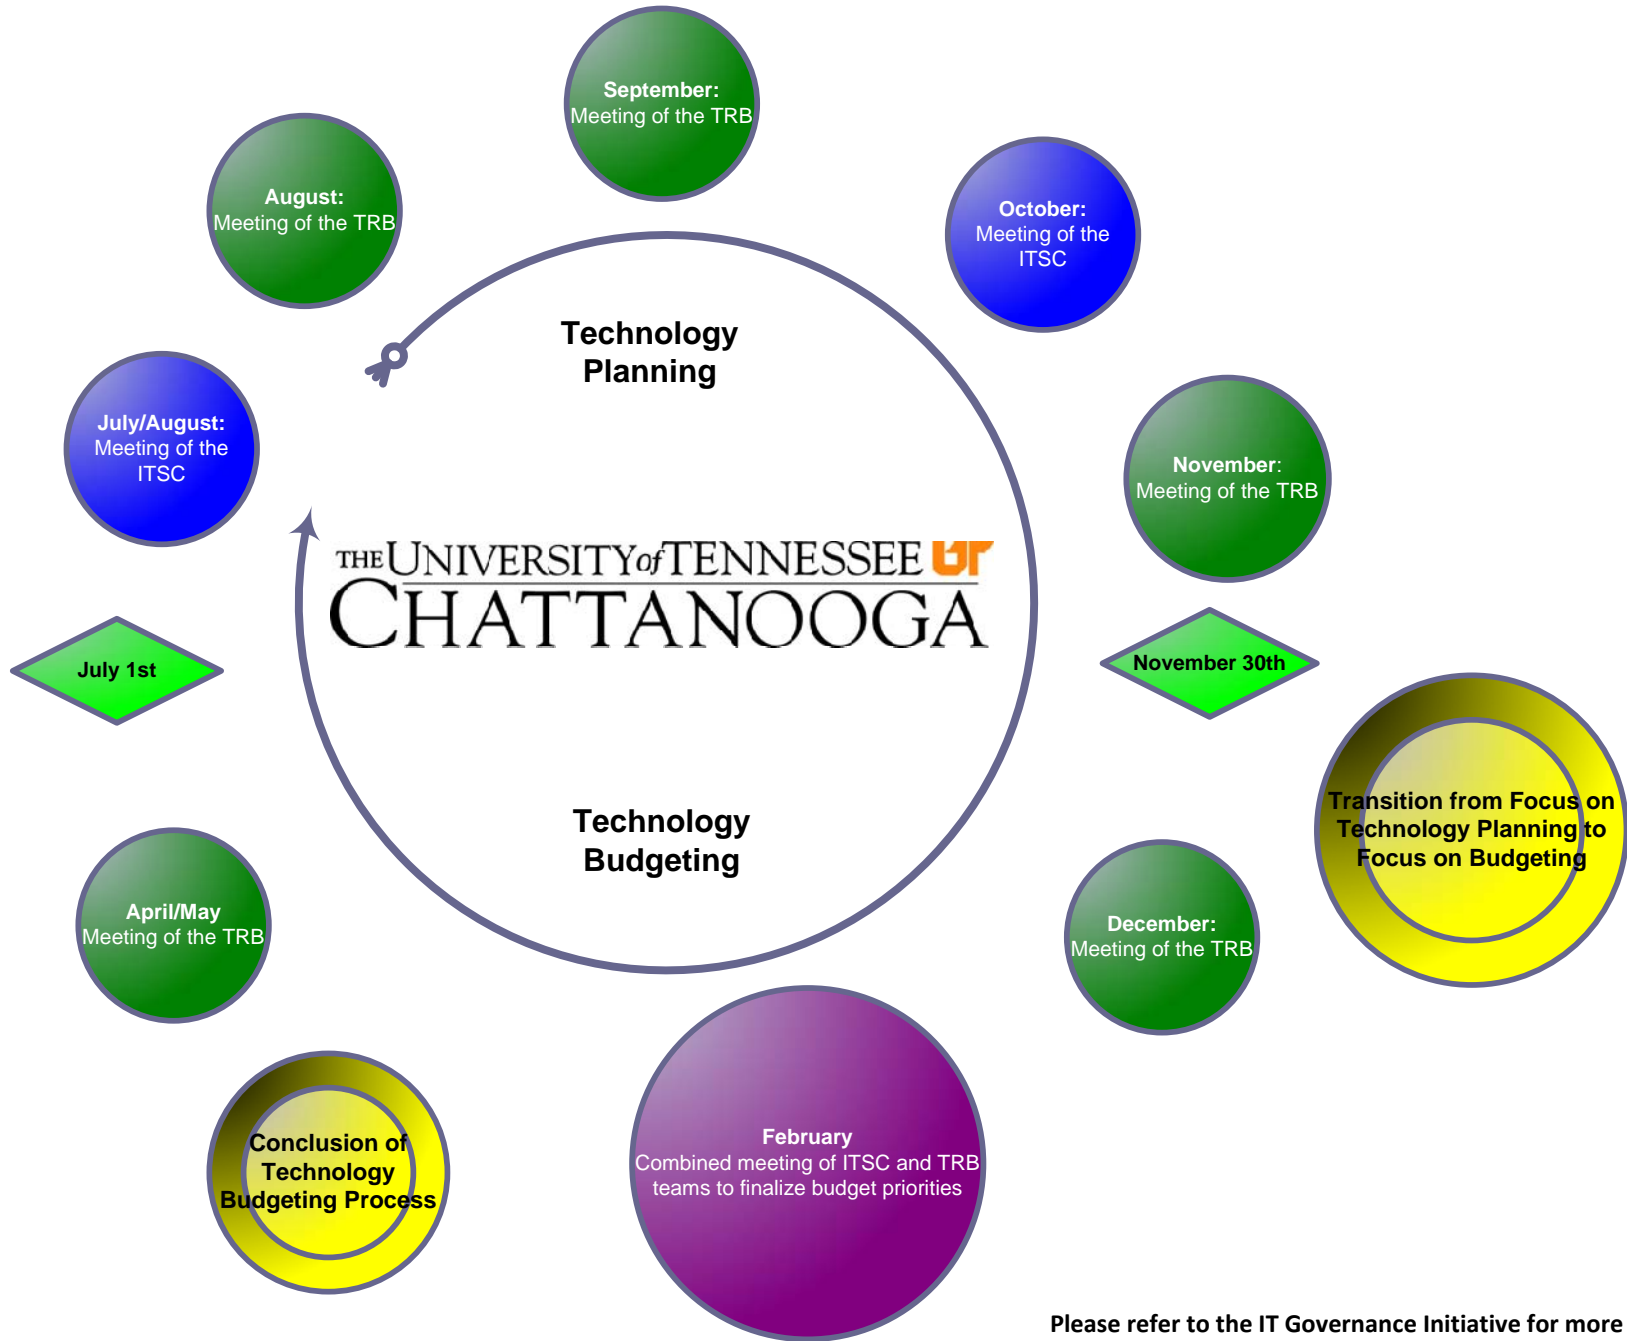 September:
Meeting of the TRB
August:
Meeting of the TRB
October:
Meeting of the
ITSC
Technology
Planning
July/August:
Meeting of the
ITSC
November:
Meeting of the TRB
THE UNIVERSITY of TENNESSEE UT
CHATTANOOGA
July 1st
November 30th
Transition from Focus on
Technology Planning to
Focus on Budgeting
Technology
Budgeting
April/May
Meeting of the TRB
December:
Meeting of the TRB
Conclusion of
Technology
Budgeting Process
February
Combined meeting of ITSC and TRB
teams to finalize budget priorities
Please refer to the IT Governance Initiative for more